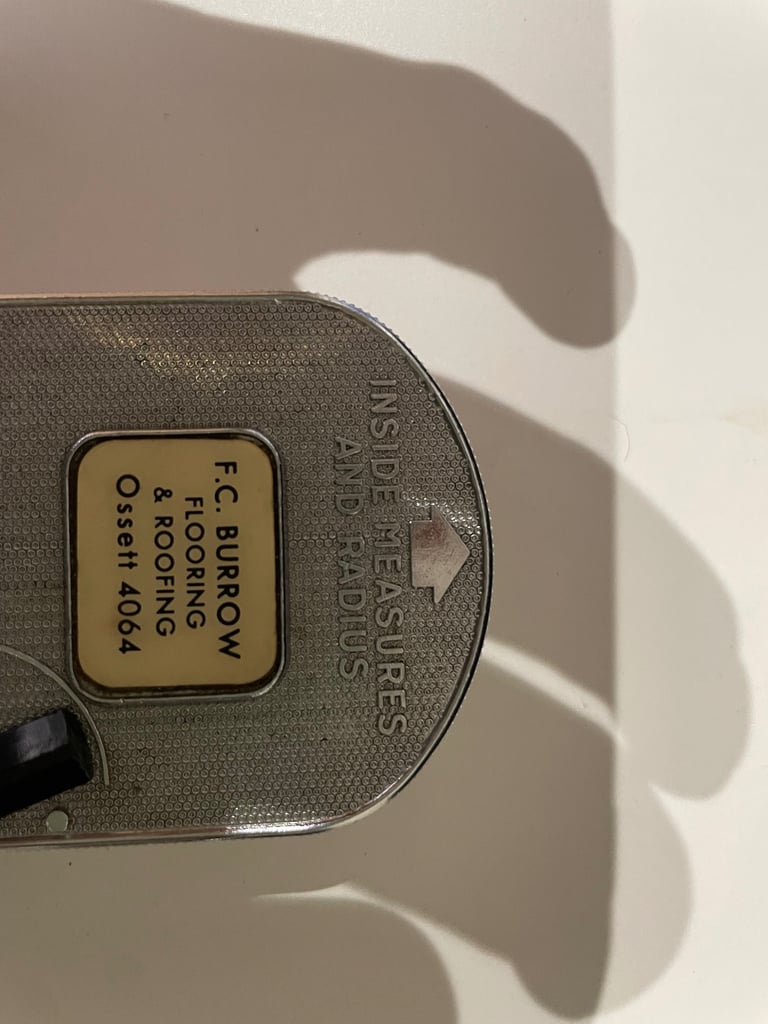 INSIDE MEASURES
AND RADIUS
F.C. BURROW
FLOORING
& ROOFING
Ossett 4064